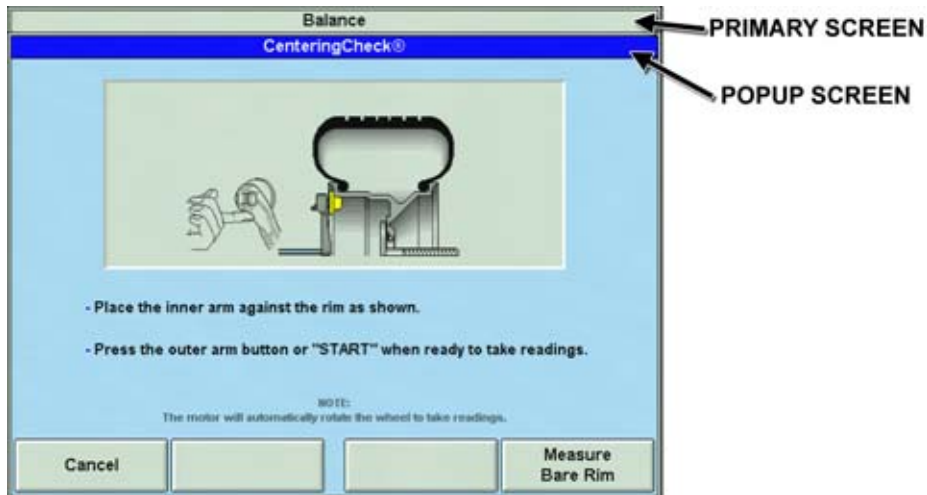 Balance
PRIMARY SCREEN
CenteringCheck®
POPUP SCREEN
- Place the inner arm against the rim as shown.
- Press the outer arm button or "START" when ready to take readings.
NOTE:
The motor will automatically rotate the wheel to take readings.
Cancel
Measure
Bare Rim